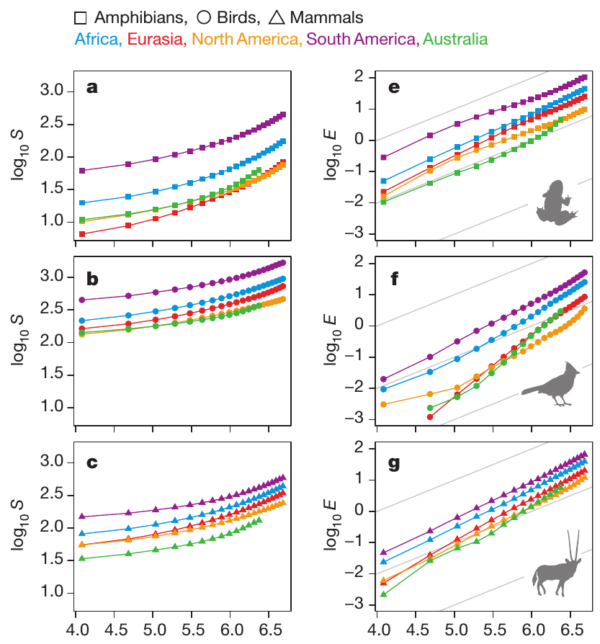 Amphibians, Birds, Mammals
Africa, Eurasia, North America, South America, Australia
a
log10 S
3.0
2.5
2.0
1.5
1.0
e
log10 E
2
1
0
−1
−2
−3
b
log10 S
3.0
2.5
2.0
1.5
1.0
f
log10 E
2
1
0
−1
−2
−3
c
log10 S
3.0
2.5
2.0
1.5
1.0
g
log10 E
2
1
0
−1
−2
−3
4.0 4.5 5.0 5.5 6.0 6.5
4.0 4.5 5.0 5.5 6.0 6.5